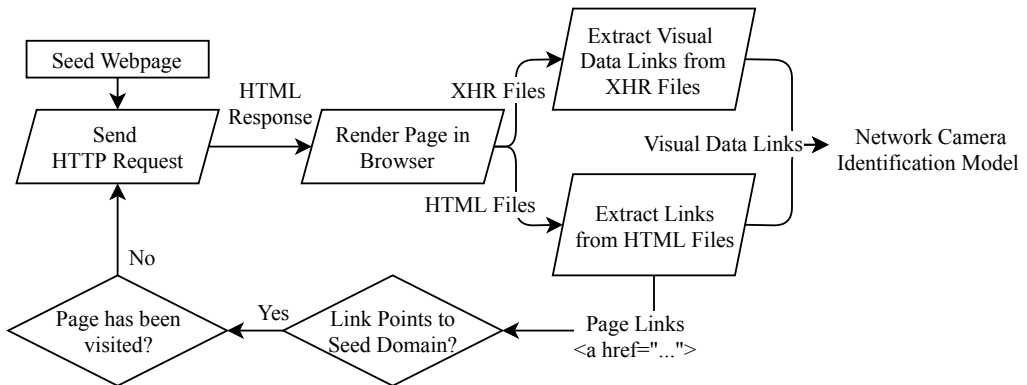 Seed Webpage
Send
HTTP Request
HTML
Response
Render Page in
Browser
XHR Files
HTML Files
Extract Visual
Data Links from
XHR Files
Extract Links
from HTML Files
Visual Data Links
Network Camera
Identification Model
Page Links
<a href="...">
Link Points to
Seed Domain?
Yes
Page has been
visited?
No